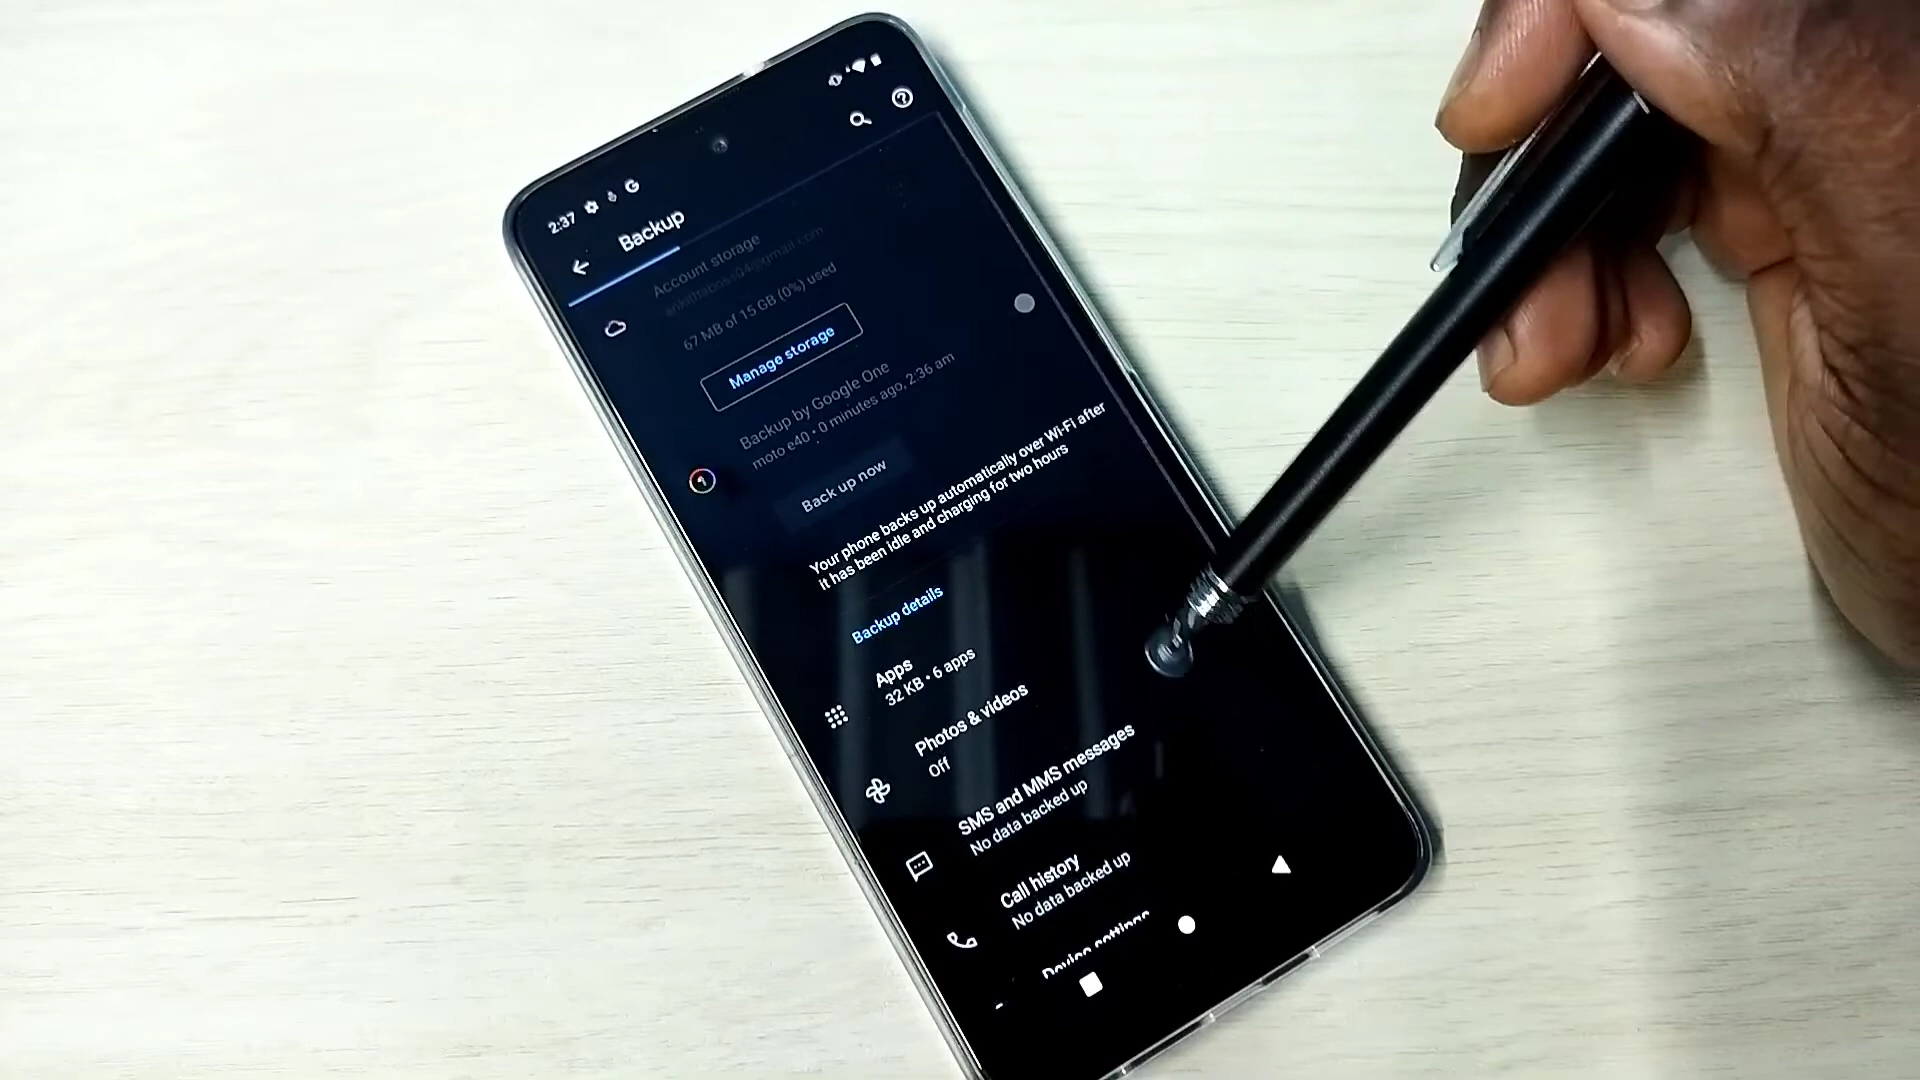 2:37
Backup
Account storage
67 MB of 15 GB (0%) used
Manage storage
Backup by Google One
moto e40 • 0 minutes ago, 2:36 am
Back up now
Your phone backs up automatically over Wi-Fi after
it has been idle and charging for two hours
Backup details
Apps
32 KB • 6 apps
Photos & videos
Off
SMS and MMS messages
No data backed up
Call history
No data backed up
Device settings